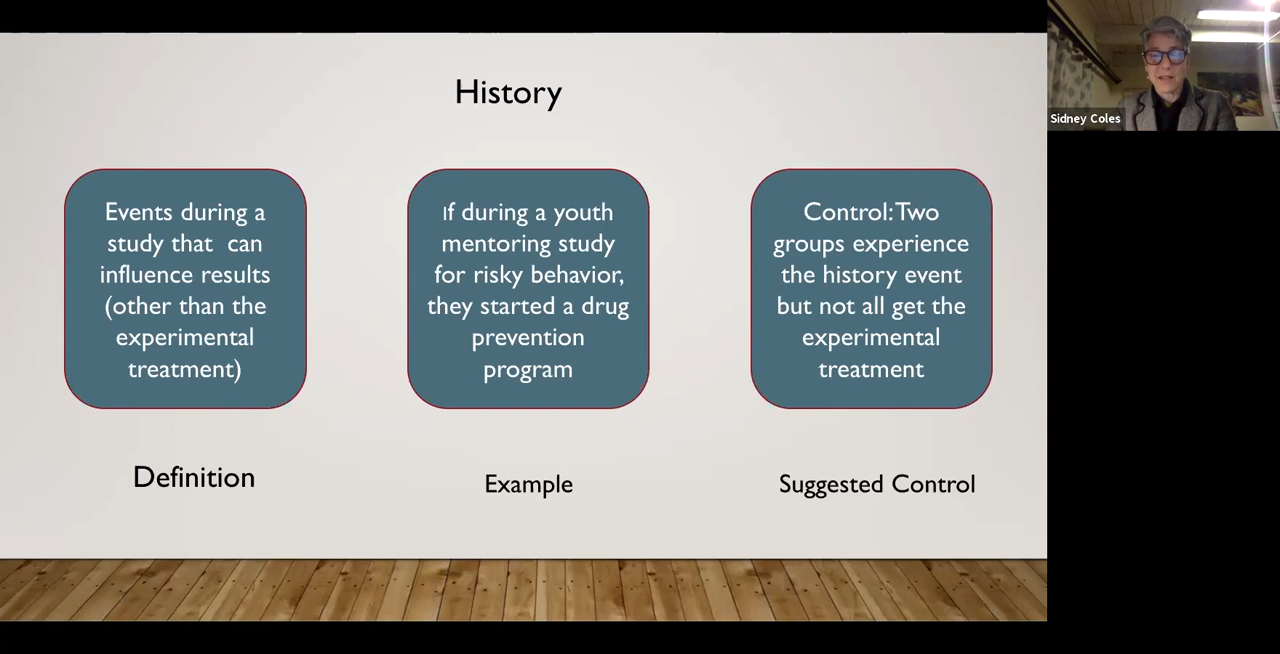 History
Events during a
study that can
influence results
(other than the
experimental
treatment)
If during a youth
mentoring study
for risky behavior,
they started a drug
prevention
program
Control: Two
groups experience
the history event
but not all get the
experimental
treatment
Definition
Example
Suggested Control
Sidney Coles